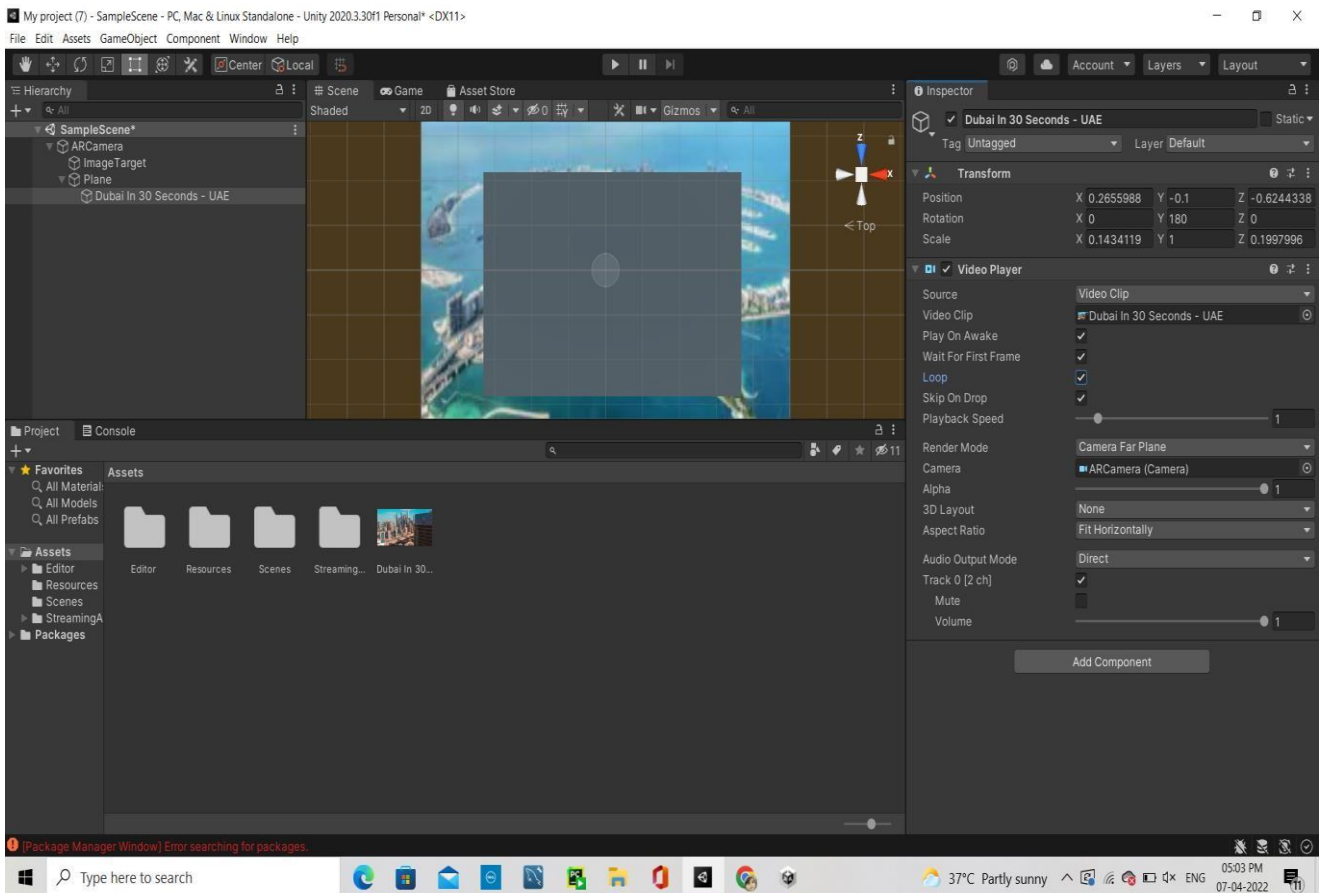 My project (7) - SampleScene - PC, Mac & Linux Standalone - Unity 2020.3.30f1 Personal* <DX11>
File Edit Assets GameObject Component Window Help
Center Local
Account Layers Layout
Hierarchy
All
SampleScene*
ARCamera
ImageTarget
Plane
Dubai In 30 Seconds - UAE
Scene Game Asset Store
Shaded 2D 0 Gizmos All
z
x
Top
Inspector
Dubai In 30 Seconds - UAE Static
Tag Untagged Layer Default
Transform
Position X 0.2655988 Y -0.1 Z -0.6244338
Rotation X 0 Y 180 Z 0
Scale X 0.1434119 Y 1 Z 0.1997996
Video Player
Source Video Clip
Video Clip Dubai In 30 Seconds - UAE
Play On Awake
Wait For First Frame
Loop
Skip On Drop
Playback Speed 1
Render Mode Camera Far Plane
Camera ARCamera (Camera)
Alpha 1
3D Layout None
Aspect Ratio Fit Horizontally
Audio Output Mode Direct
Track 0 [2 ch]
Mute
Volume 1
Add Component
Project Console
11
Favorites
All Materials
All Models
All Prefabs
Assets
Editor
Resources
Scenes
StreamingA
Packages
Assets
Editor Resources Scenes Streaming... Dubai In 30...
[Package Manager Window] Error searching for packages.
Type here to search
37°C Partly sunny ENG 05:03 PM
07-04-2022
11